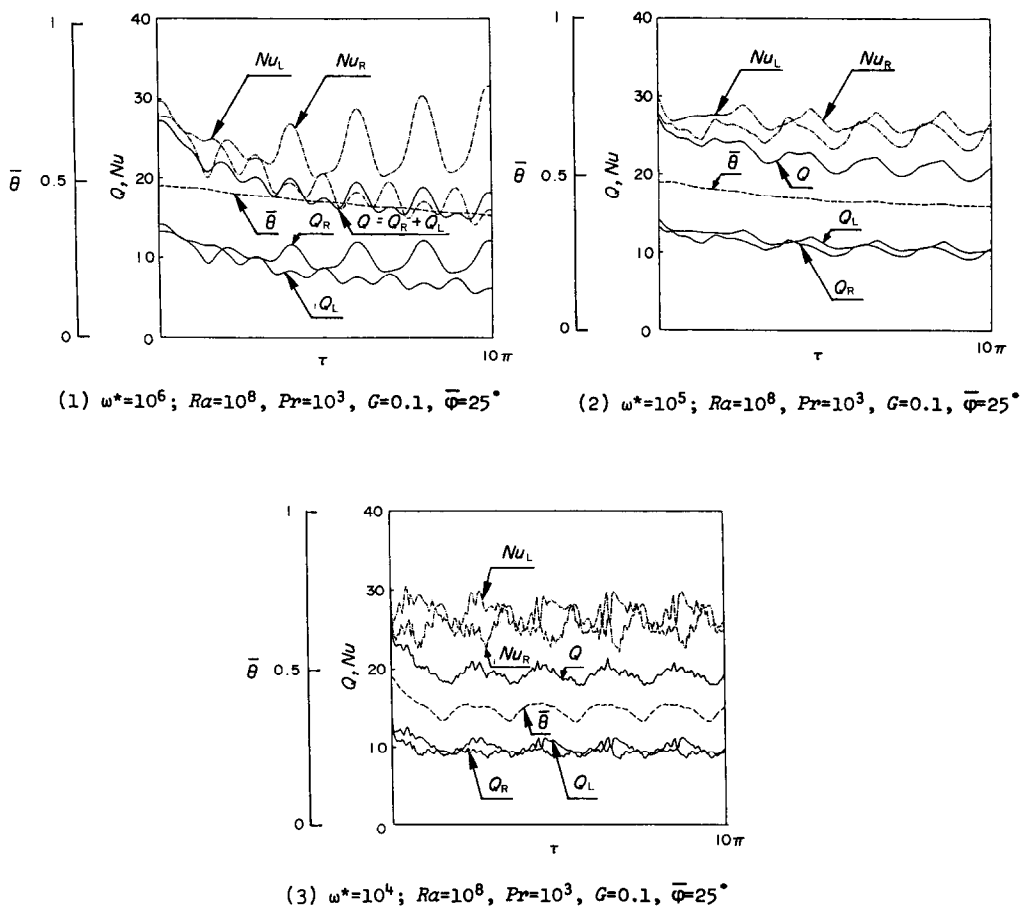 1
40
Nu_L
Nu_R
30
θ̄
0.5
Q, Nu
20
θ̄
Q_R
Q = Q_R + Q_L
10
Q_L
0
0
τ
10π
(1) ω*=10⁶; Ra=10⁸, Pr=10³, G=0.1, φ̄=25°
1
40
Nu_L
Nu_R
30
θ̄
0.5
Q, Nu
20
Q
θ̄
10
Q_L
Q_R
0
0
τ
10π
(2) ω*=10⁵; Ra=10⁸, Pr=10³, G=0.1, φ̄=25°
1
40
Nu_L
30
θ̄
0.5
Q, Nu
20
Nu_R
Q
θ̄
10
Q_R
Q_L
0
0
τ
10π
(3) ω*=10⁴; Ra=10⁸, Pr=10³, G=0.1, φ̄=25°